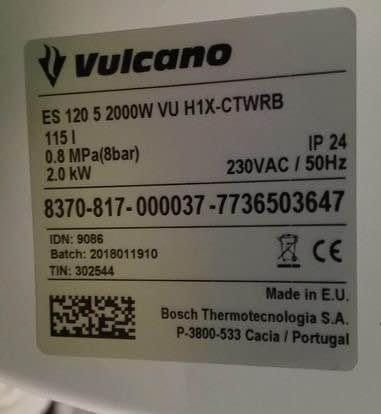 Vulcano
ES 120 5 2000W VU H1X-CTWRB
115 l
0.8 MPa(8bar) IP 24
2.0 kW 230VAC / 50Hz
8370-817- 000037 -7736503647
IDN: 9086
Batch: 2018011910
TIN: 302544
CE
Made in E.U.
Bosch Thermotecnologia S.A.
P-3800-533 Cacia / Portugal